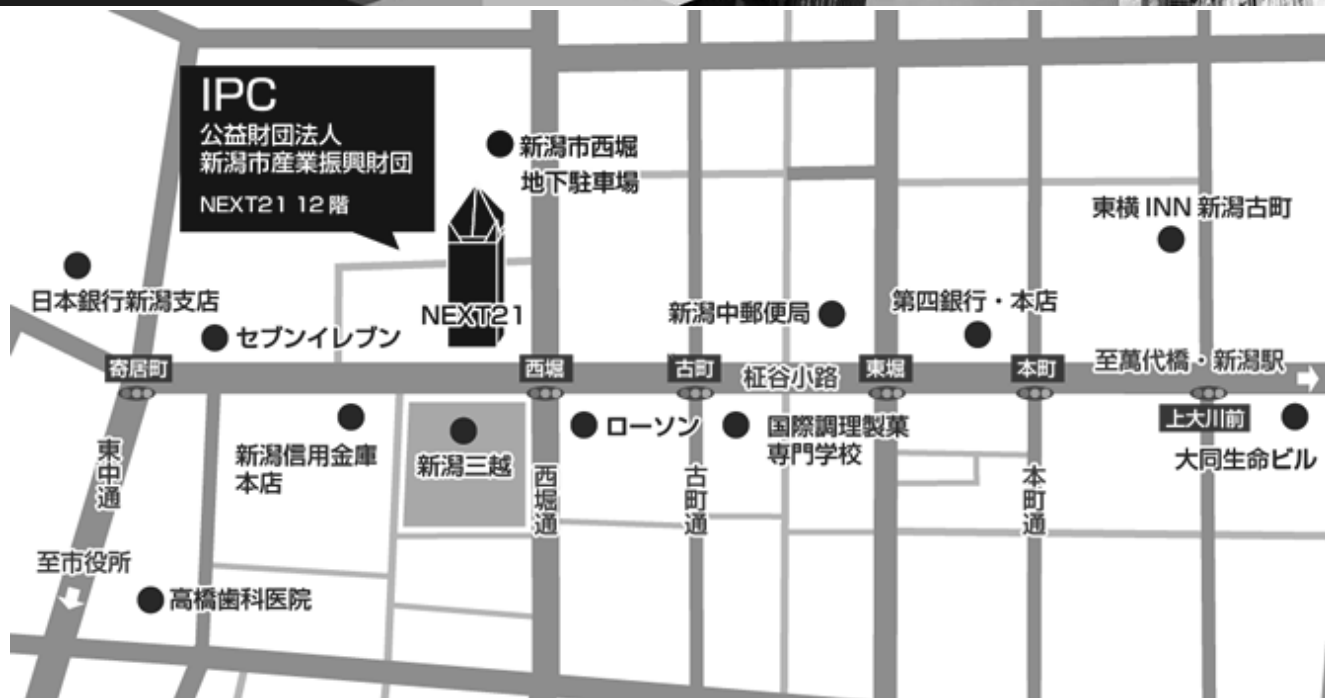 IPC
公益財団法人
新潟市産業振興財団
NEXT21 12階
新潟市西堀
地下駐車場
東横INN 新潟古町
日本銀行新潟支店
セブンイレブン
NEXT21
新潟中郵便局
第四銀行・本店
寄居町
西堀
古町
柾谷小路
東堀
本町
至萬代橋・新潟駅
上大川前
新潟信用金庫
本店
新潟三越
ローソン
国際調理製菓
専門学校
大同生命ビル
東中通
西堀通
古町通
本町通
至市役所
高橋歯科医院